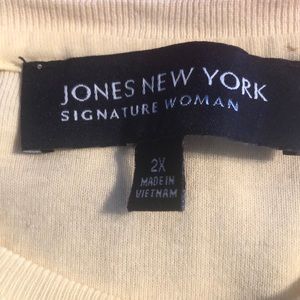 JONES NEW YORK
SIGNATURE WOMAN
2X
MADE IN
VIETNAM